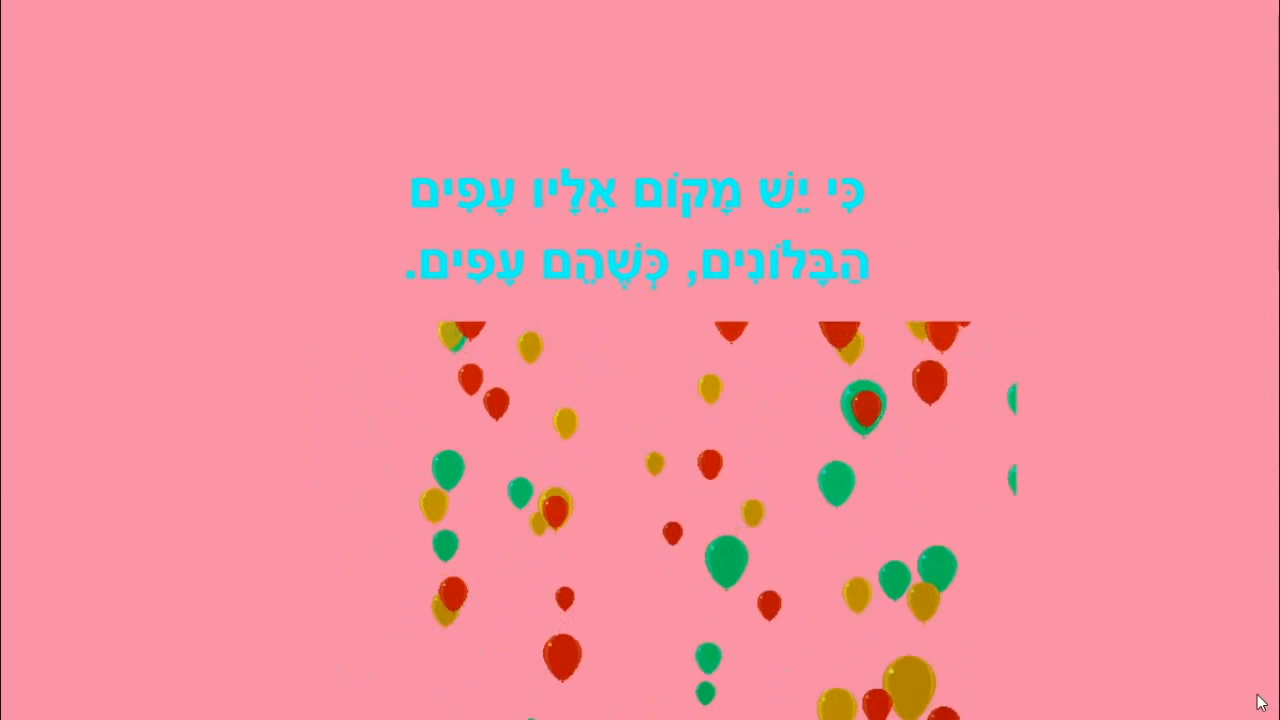 כִּי יֵשׁ מָקוֹם אֵלָיו עָפִים
הַבָּלוֹנִים, כְּשֶׁהֵם עָפִים.